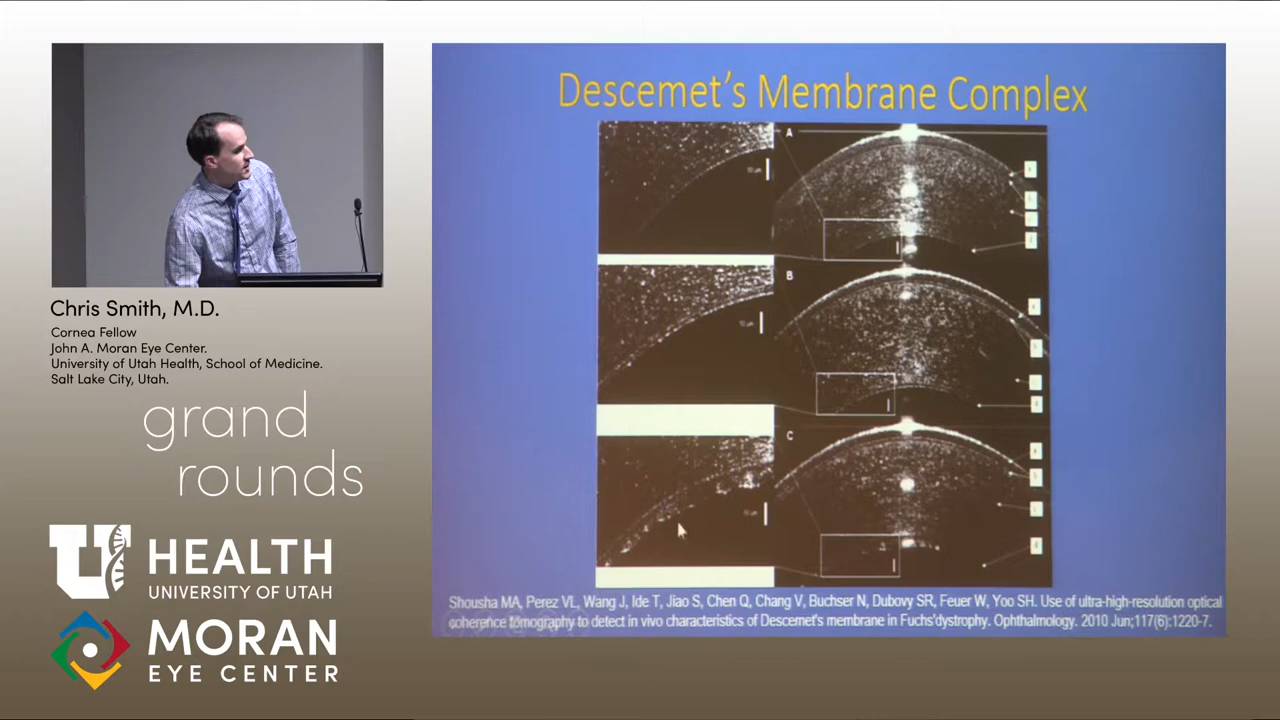 Descemet's Membrane Complex
A
B
C
Shousha MA, Perez VL, Wang J, Ide T, Jiao S, Chen Q, Chang V, Buchser N, Dubovy SR, Feuer W, Yoo SH. Use of ultra-high-resolution optical
coherence tomography to detect in vivo characteristics of Descemet's membrane in Fuchs'dystrophy. Ophthalmology. 2010 Jun;117(6):1220-7.
Chris Smith, M.D.
Cornea Fellow
John A. Moran Eye Center.
University of Utah Health, School of Medicine.
Salt Lake City, Utah.
grand
rounds
U HEALTH
UNIVERSITY OF UTAH
MORAN
EYE CENTER